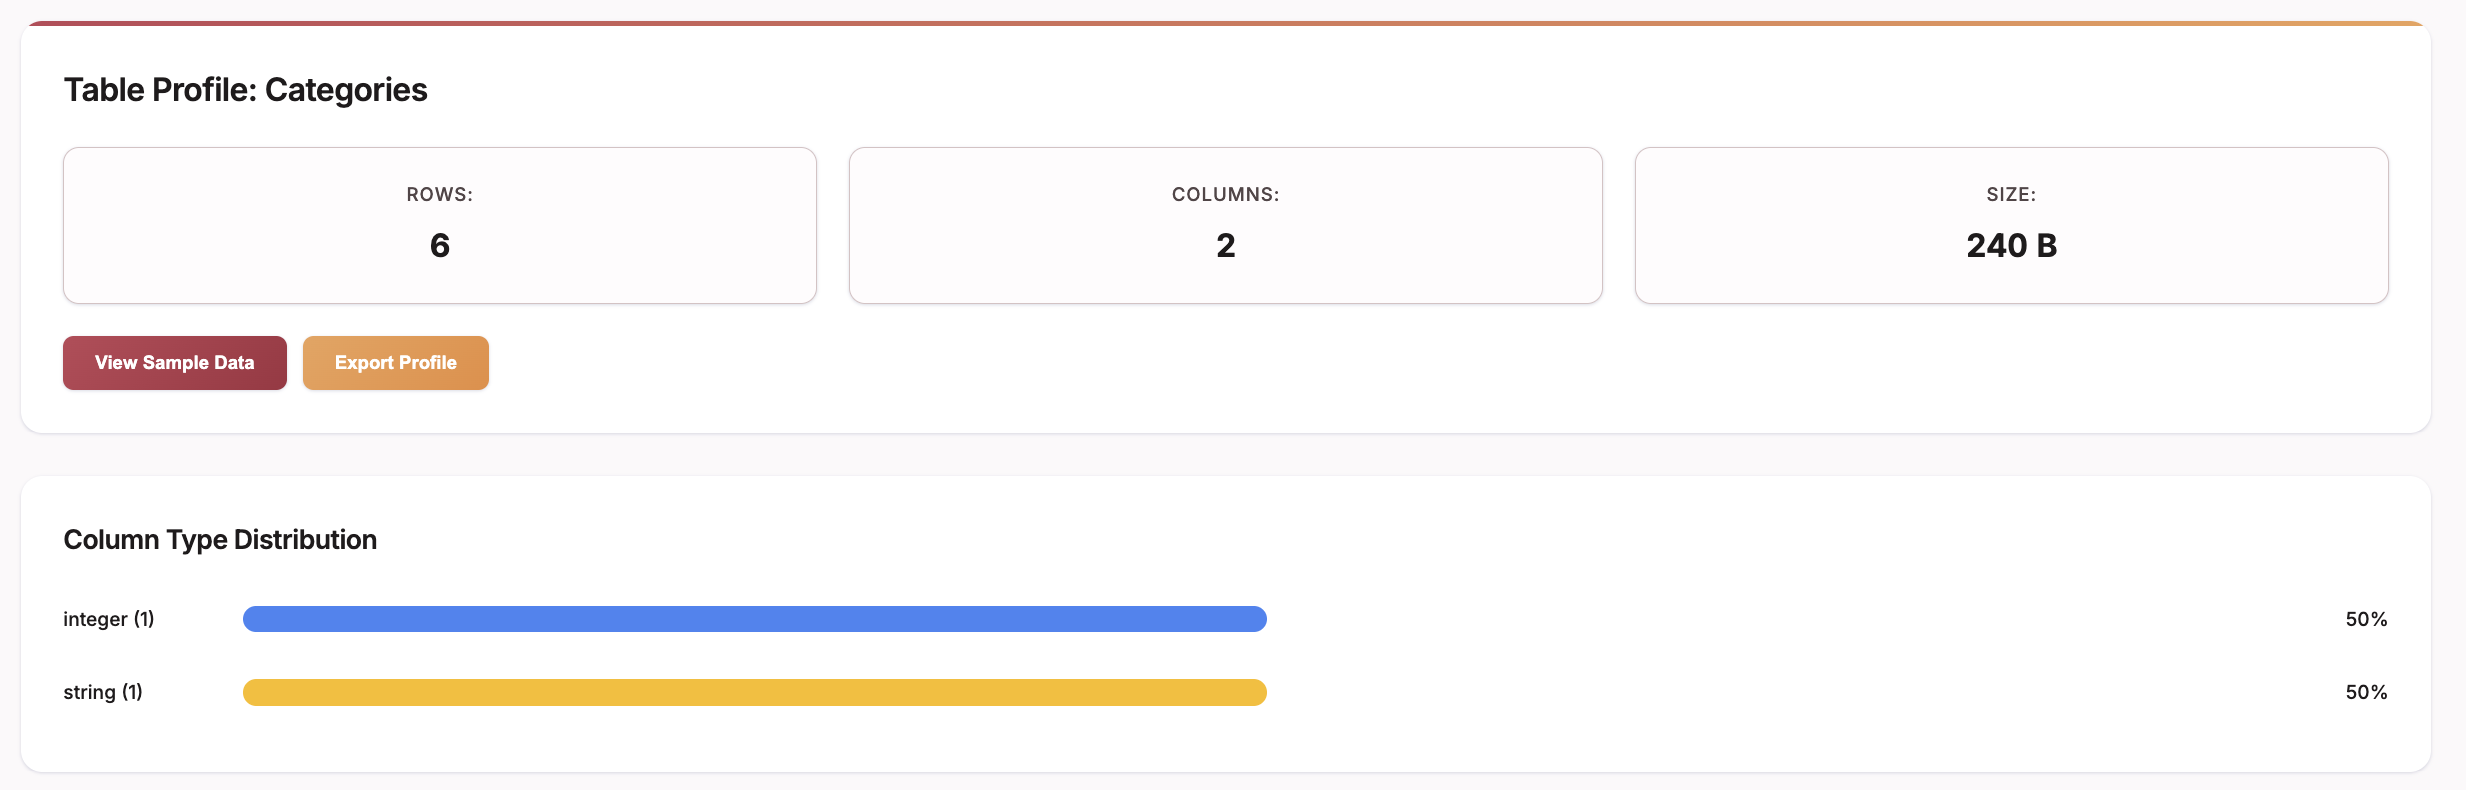 Table Profile: Categories
ROWS:
6
COLUMNS:
2
SIZE:
240 B
View Sample Data
Export Profile
Column Type Distribution
integer (1)
50%
string (1)
50%